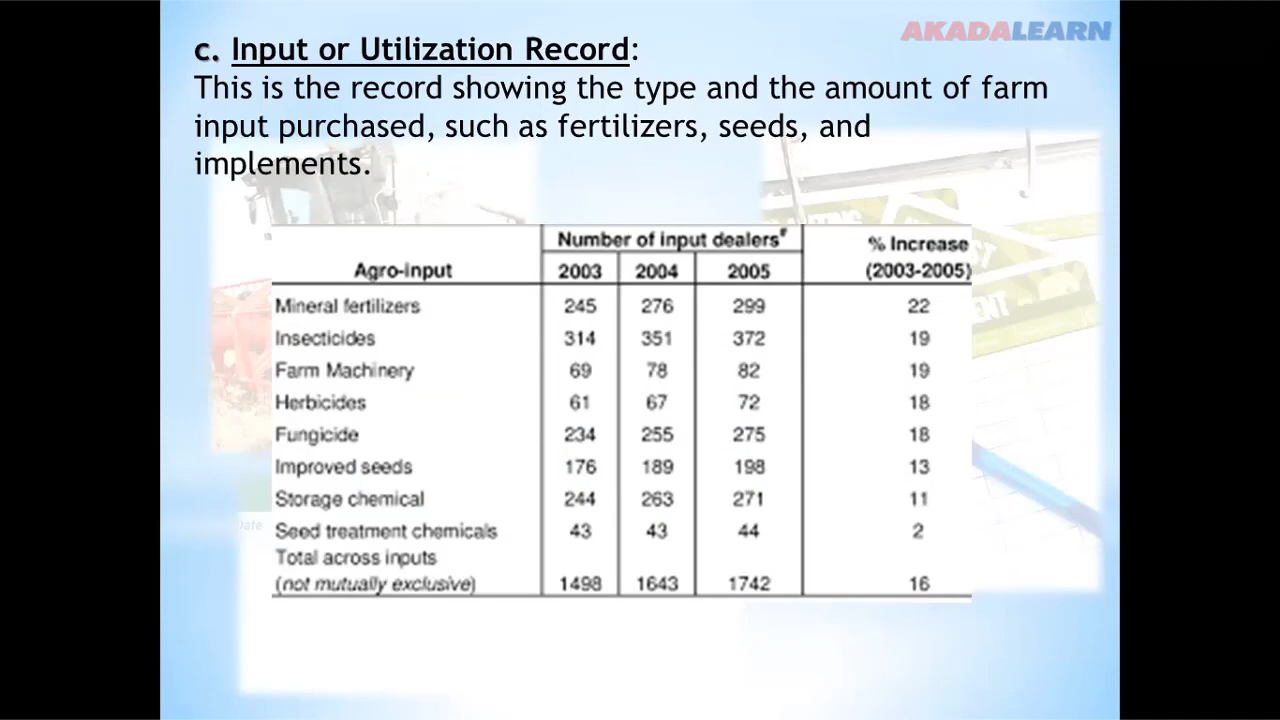 AKADALEARN
c. Input or Utilization Record:
This is the record showing the type and the amount of farm
input purchased, such as fertilizers, seeds, and
implements.
Number of input dealers# % Increase
Agro-input 2003 2004 2005 (2003-2005)
Mineral fertilizers 245 276 299 22
Insecticides 314 351 372 19
Farm Machinery 69 78 82 19
Herbicides 61 67 72 18
Fungicide 234 255 275 18
Improved seeds 176 189 198 13
Storage chemical 244 263 271 11
Seed treatment chemicals 43 43 44 2
Total across inputs
(not mutually exclusive) 1498 1643 1742 16